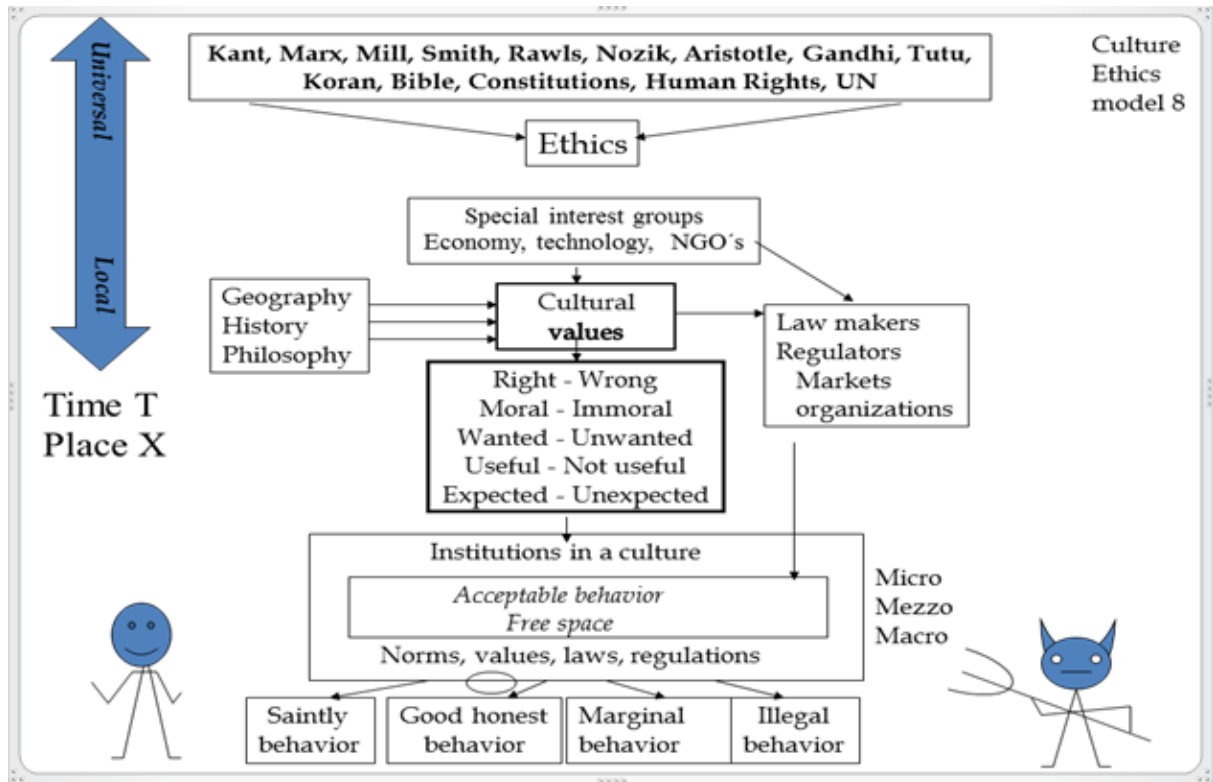 Universal
Local
Kant, Marx, Mill, Smith, Rawls, Nozik, Aristotle, Gandhi, Tutu,
Koran, Bible, Constitutions, Human Rights, UN
Culture
Ethics
model 8
Ethics
Special interest groups
Economy, technology, NGO´s
Geography
History
Philosophy
Cultural
values
Law makers
Regulators
Markets
organizations
Time T
Place X
Right - Wrong
Moral - Immoral
Wanted - Unwanted
Useful - Not useful
Expected - Unexpected
Institutions in a culture
Acceptable behavior
Free space
Norms, values, laws, regulations
Micro
Mezzo
Macro
Saintly
behavior
Good honest
behavior
Marginal
behavior
Illegal
behavior